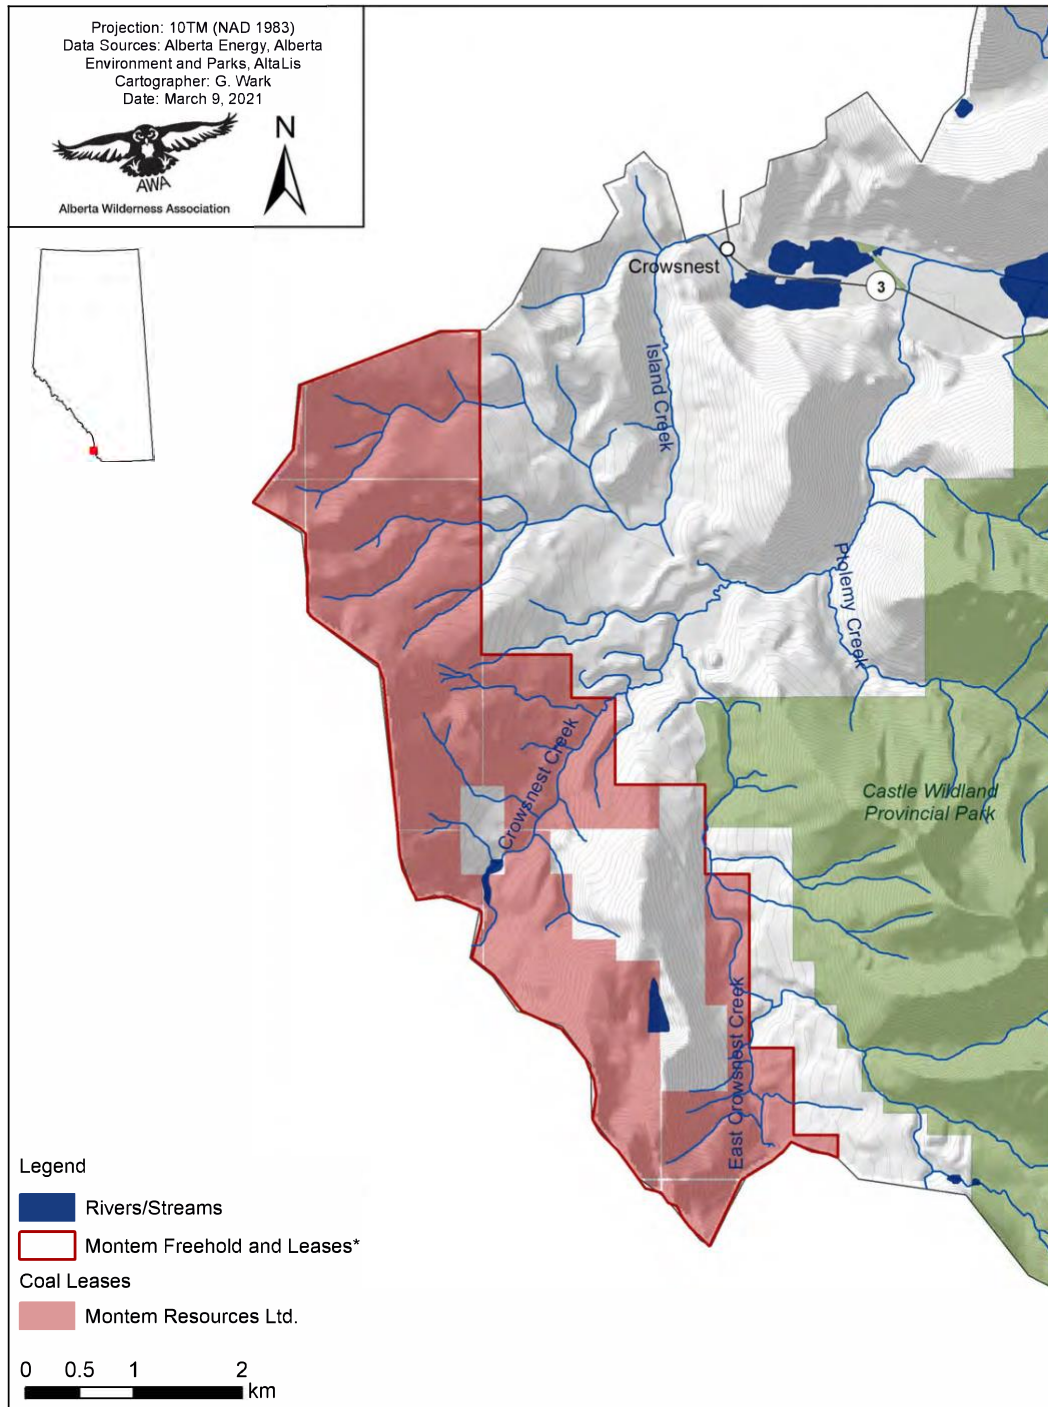 Projection: 10TM (NAD 1983)
Data Sources: Alberta Energy, Alberta
Environment and Parks, AltaLis
Cartographer: G. Wark
Date: March 9, 2021
N
AWA
Alberta Wilderness Association
Crowsnest
3
Island Creek
Ptolemy Creek
Crowsnest Creek
Castle Wildland
Provincial Park
East Crowsnest Creek
Legend
Rivers/Streams
Montem Freehold and Leases*
Coal Leases
Montem Resources Ltd.
0 0.5 1 2
km